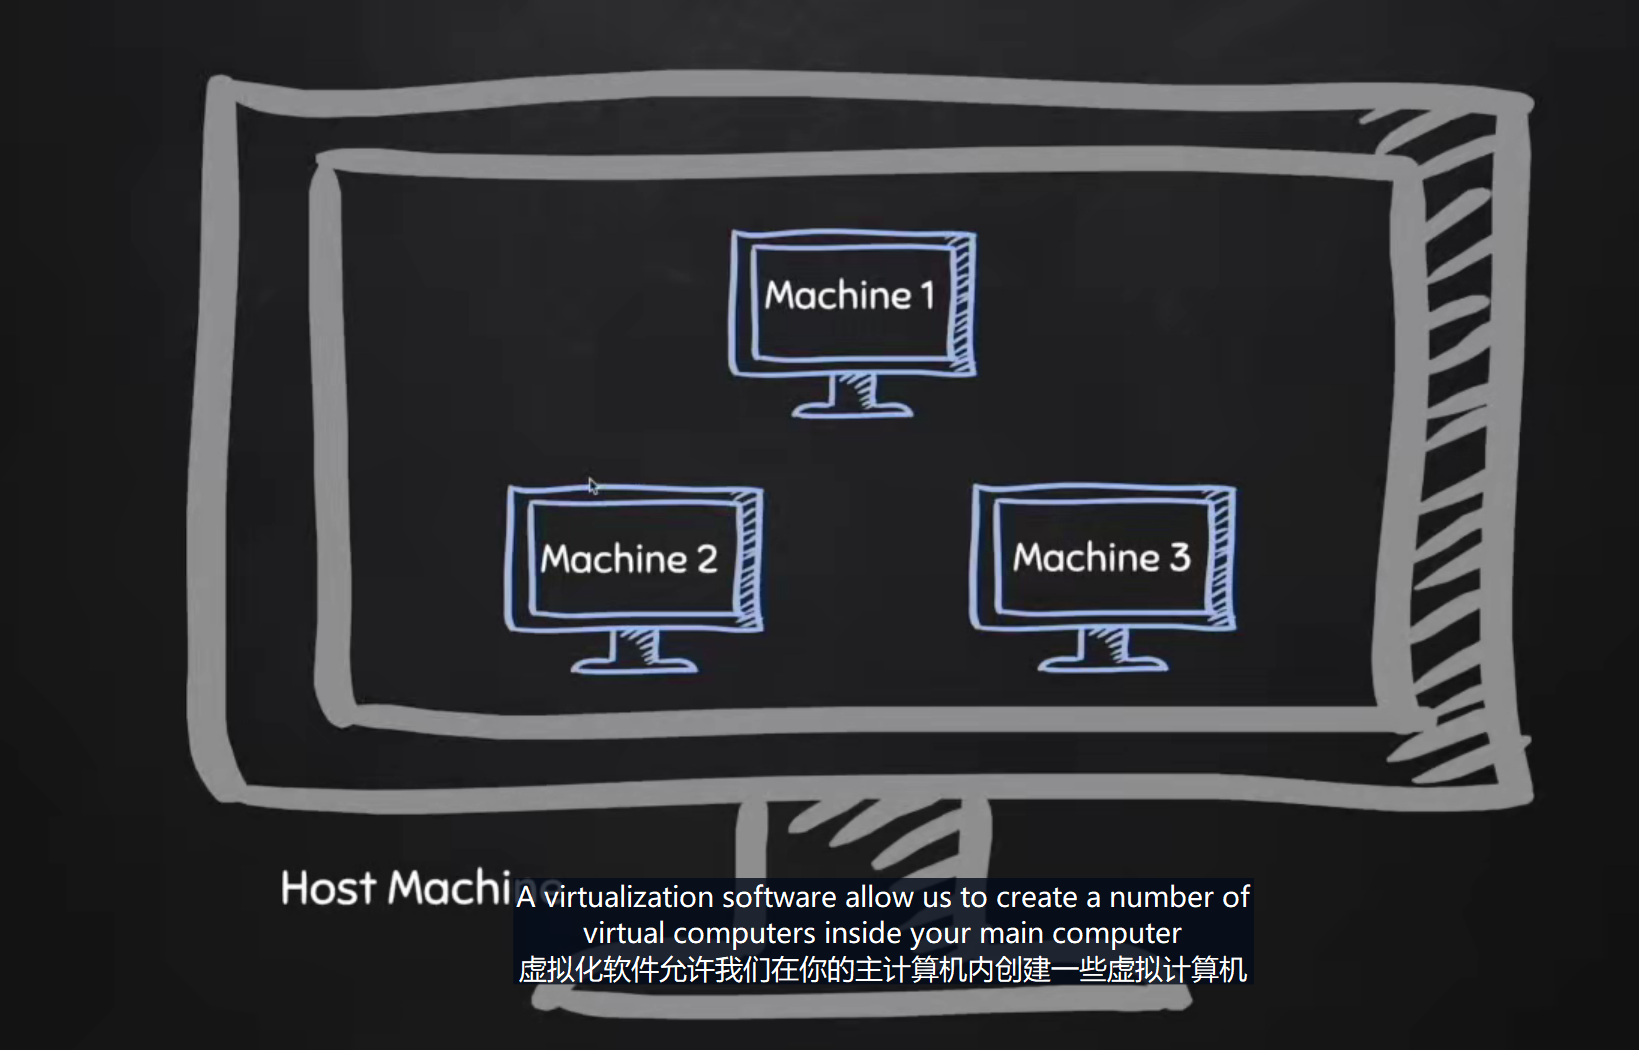 Machine 1
Machine 2
Machine 3
Host Machine
A virtualization software allow us to create a number of
virtual computers inside your main computer
虚拟化软件允许我们在你的主计算机内创建一些虚拟计算机